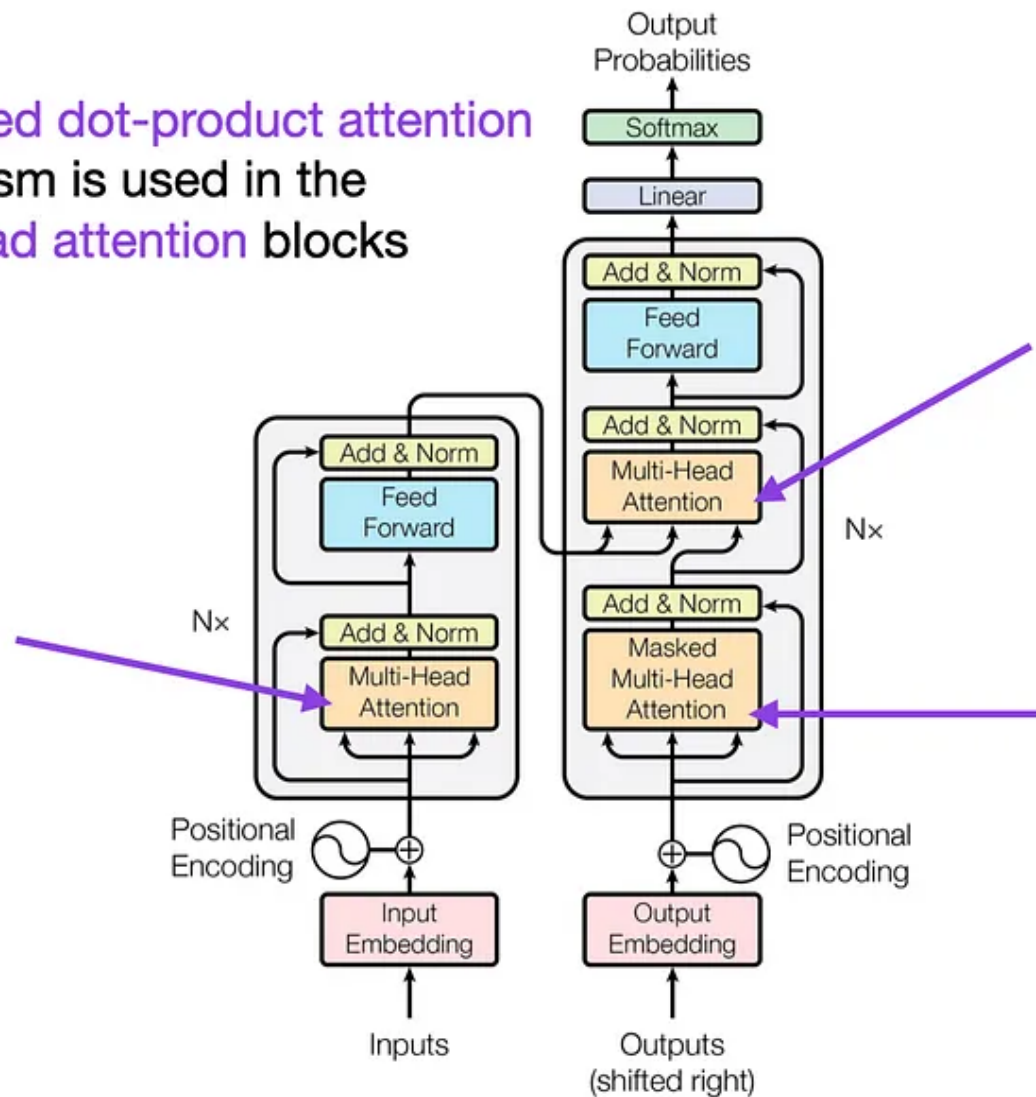 ed dot-product attention
sm is used in the
ad attention blocks
Output
Probabilities
Softmax
Linear
Add & Norm
Feed
Forward
Add & Norm
Multi-Head
Attention
Nx
Add & Norm
Masked
Multi-Head
Attention
Add & Norm
Feed
Forward
Nx
Add & Norm
Multi-Head
Attention
Positional
Encoding
Positional
Encoding
Input
Embedding
Output
Embedding
Inputs
Outputs
(shifted right)